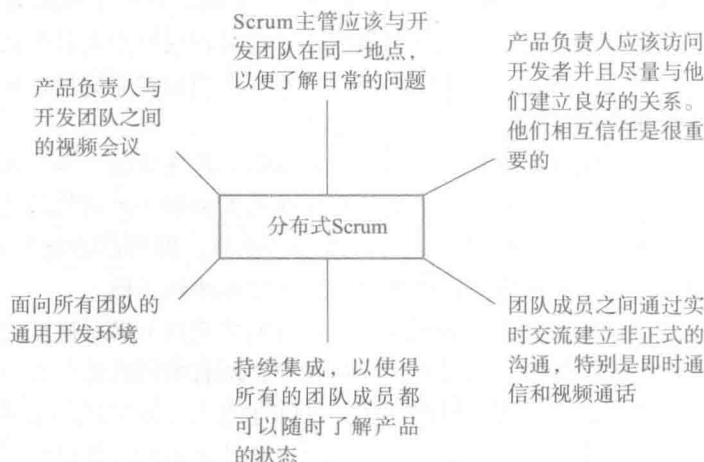 Scrum主管应该与开
发团队在同一地点，
以便了解日常的问题
产品负责人应该访问
开发者并且尽量与他
们建立良好的关系。
他们相互信任是很重
要的
产品负责人与
开发团队之间
的视频会议
分布式Scrum
面向所有团队的
通用开发环境
持续集成，以使得
所有的团队成员都
可以随时了解产品
的状态
团队成员之间通过实
时交流建立非正式的
沟通，特别是即时通
信和视频通话